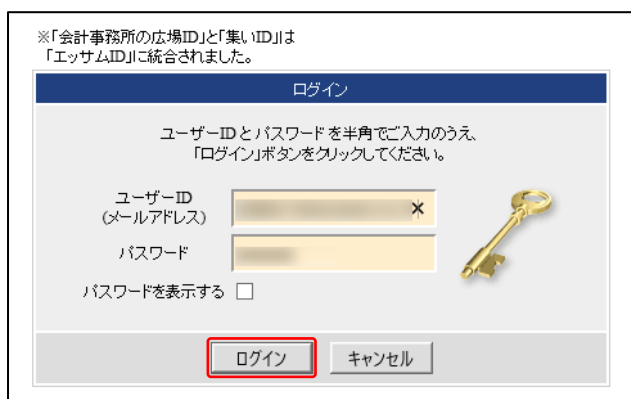 ※「会計事務所の広場ID」と「集いID」は
「エッサムID」に統合されました。
ログイン
ユーザーIDとパスワードを半角でご入力のうえ、
「ログイン」ボタンをクリックしてください。
ユーザーID
(メールアドレス)
パスワード
パスワードを表示する
ログイン キャンセル